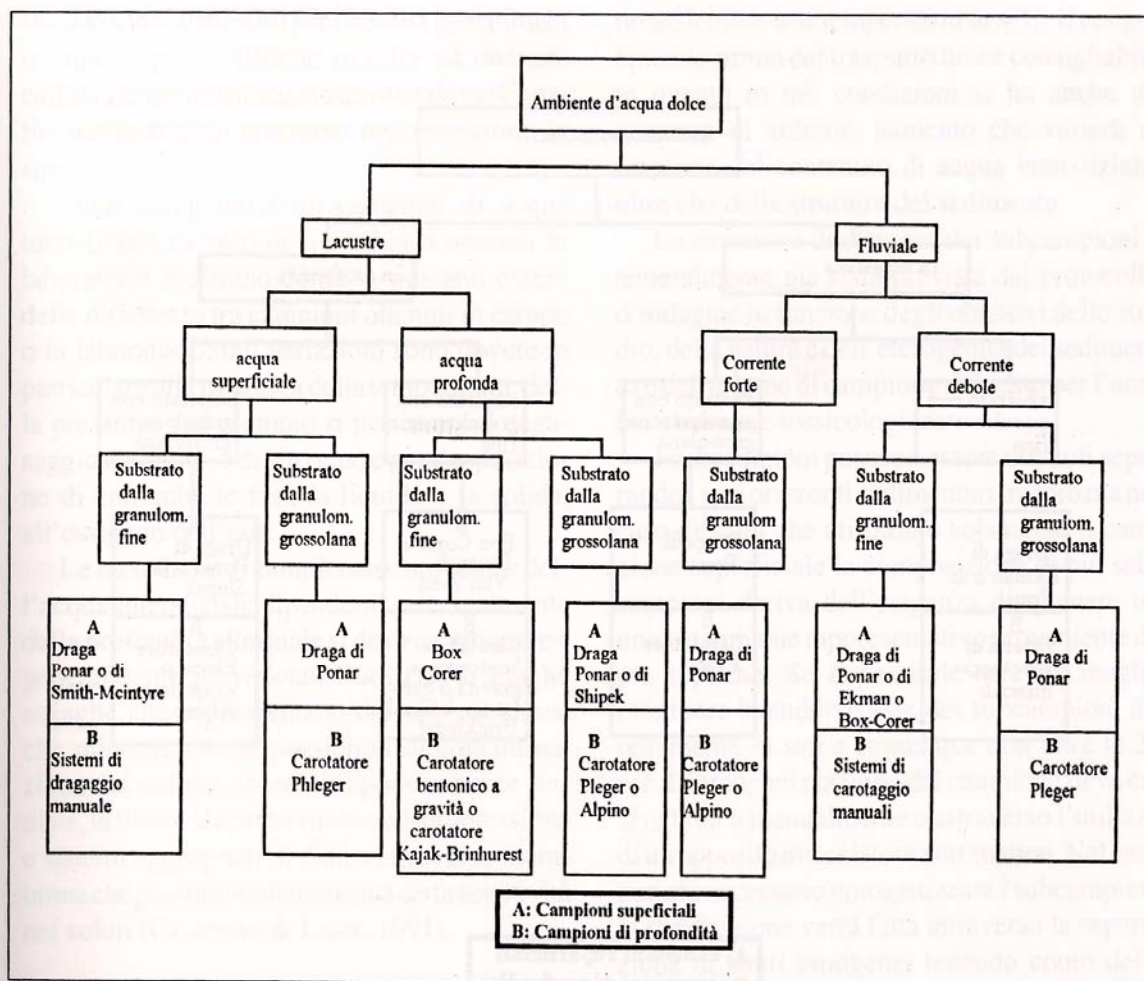 Ambiente d'acqua dolce
Lacustre
Fluviale
acqua
superficiale
acqua
profonda
Corrente
forte
Corrente
debole
Substrato
dalla
granulom.
fine
Substrato
dalla
granulom.
grossolana
Substrato
dalla
granulom.
fine
Substrato
dalla
granulom.
grossolana
Substrato
dalla
granulom.
grossolana
Substrato
dalla
granulom.
fine
Substrato
dalla
granulom.
grossolana
A
Draga
Ponar o di
Smith-Mcintyre
B
Sistemi di
dragaggio
manuale
A
Draga di
Ponar
B
Carotatore
Phleger
A
Box
Corer
B
Carotatore
bentonico a
gravità o
carotatore
Kajak-Brinhurest
A
Draga
Ponar o di
Shipek
B
Carotatore
Pleger o
Alpino
A
Draga di
Ponar
B
Carotatore
Pleger o
Alpino
A
Draga di
Ponar o di
Ekman o
Box-Corer
B
Sistemi di
carotaggio
manuali
A
Draga di
Ponar
B
Carotatore
Pleger
A: Campioni supeficiali
B: Campioni di profondità